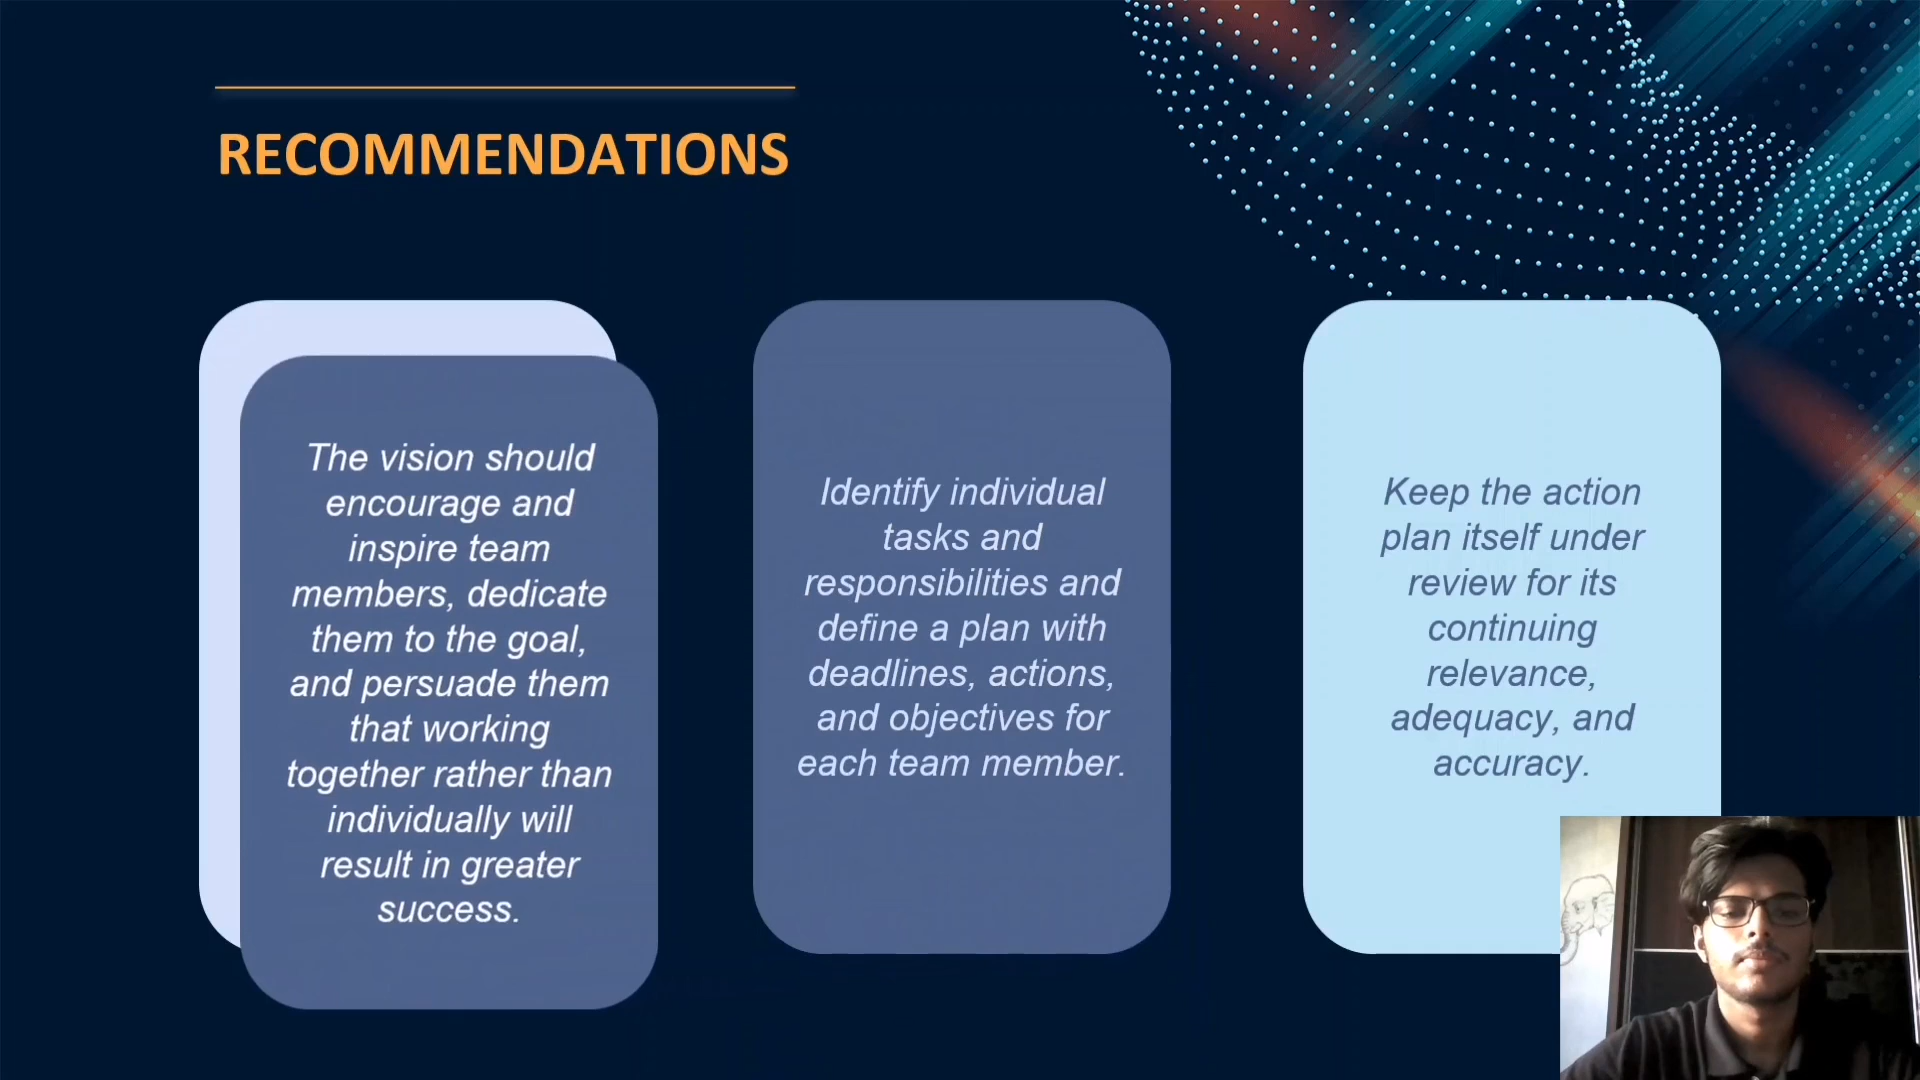 RECOMMENDATIONS
The vision should
encourage and
inspire team
members, dedicate
them to the goal,
and persuade them
that working
together rather than
individually will
result in greater
success.
Identify individual
tasks and
responsibilities and
define a plan with
deadlines, actions,
and objectives for
each team member.
Keep the action
plan itself under
review for its
continuing
relevance,
adequacy, and
accuracy.